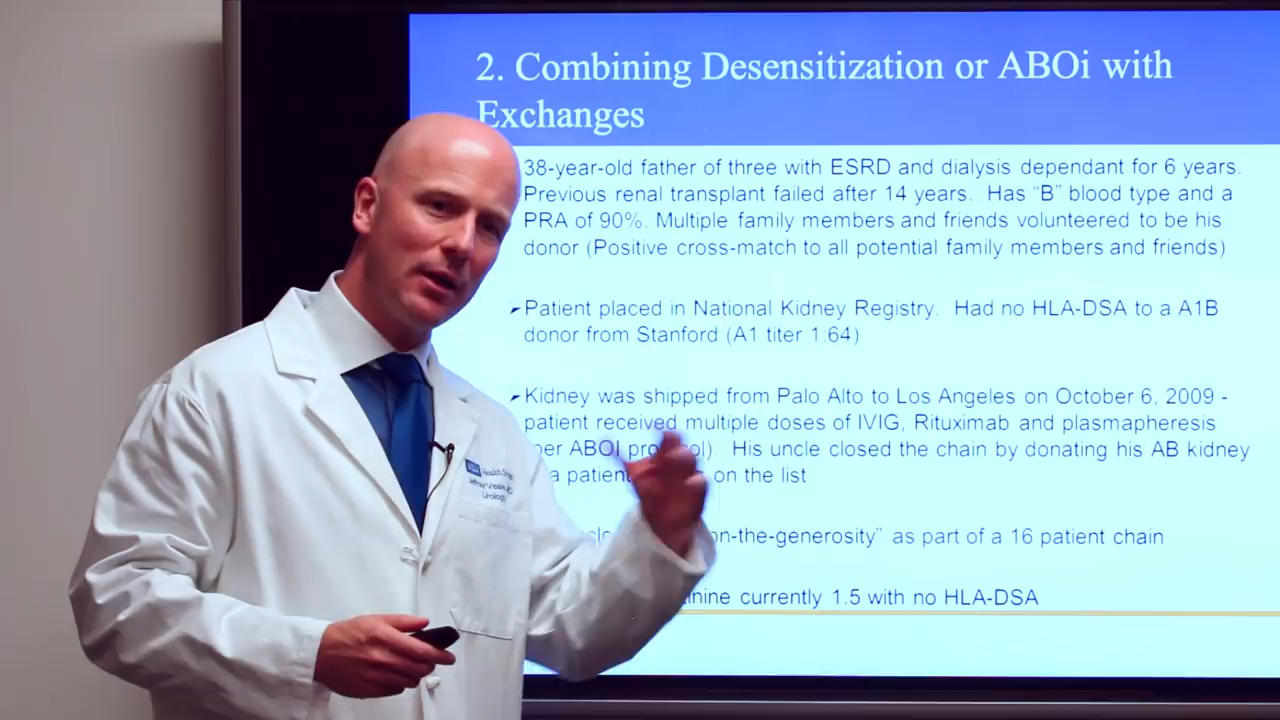 2. Combining Desensitization or ABOi with
Exchanges
38-year-old father of three with ESRD and dialysis dependant for 6 years.
Previous renal transplant failed after 14 years. Has “B” blood type and a
PRA of 90%. Multiple family members and friends volunteered to be his
donor (Positive cross-match to all potential family members and friends)
Patient placed in National Kidney Registry. Had no HLA-DSA to a A1B
donor from Stanford (A1 titer 1:64)
Kidney was shipped from Palo Alto to Los Angeles on October 6, 2009 -
patient received multiple doses of IVIG, Rituximab and plasmapheresis
ABOI His uncle closed the chain by donating his AB kidney
a on the list
on-the-generosity” as part of a 16 patient chain
currently 1.5 with no HLA-DSA
Health
Urology